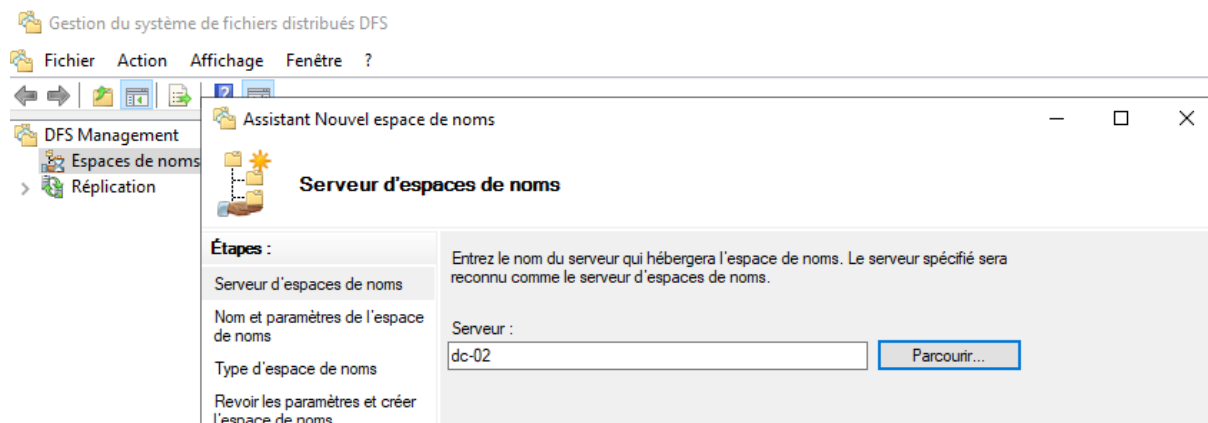 Gestion du système de fichiers distribués DFS
Fichier Action Affichage Fenêtre ?
Assistant Nouvel espace de noms
DFS Management
Espaces de noms
Réplication
Serveur d'espaces de noms
Étapes :
Serveur d'espaces de noms
Nom et paramètres de l'espace
de noms
Type d'espace de noms
Revoir les paramètres et créer
l'espace de noms
Entrez le nom du serveur qui hébergera l'espace de noms. Le serveur spécifié sera
reconnu comme le serveur d'espaces de noms.
Serveur :
dc-02
Parcourir...